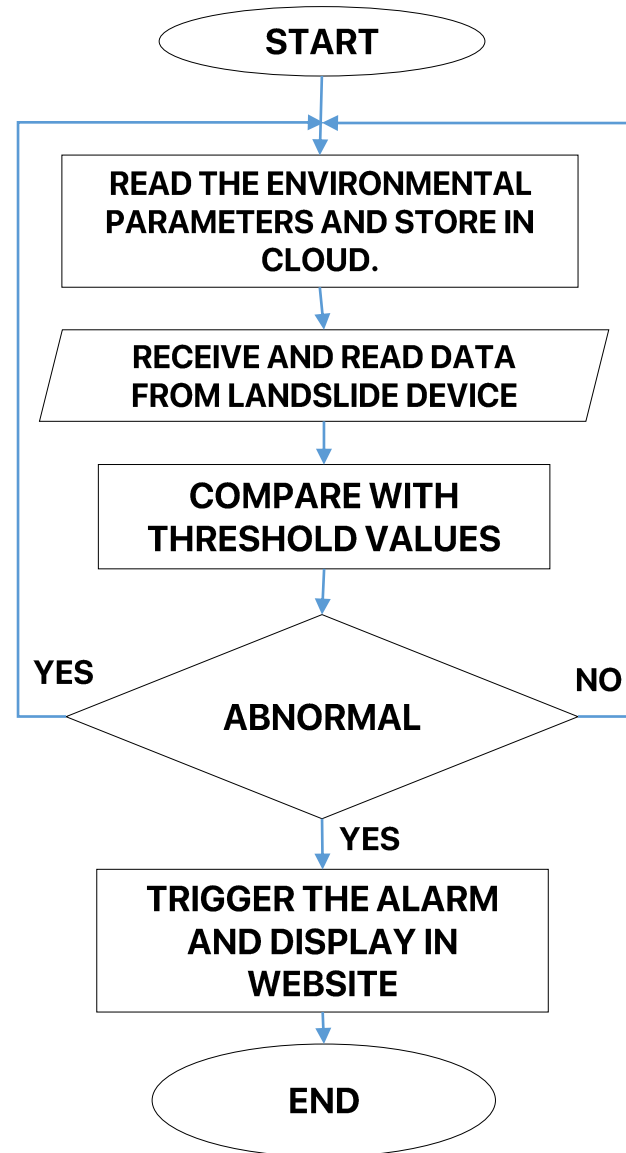 START
READ THE ENVIRONMENTAL
PARAMETERS AND STORE IN
CLOUD.
RECEIVE AND READ DATA
FROM LANDSLIDE DEVICE
COMPARE WITH
THRESHOLD VALUES
YES
NO
ABNORMAL
YES
TRIGGER THE ALARM
AND DISPLAY IN
WEBSITE
END